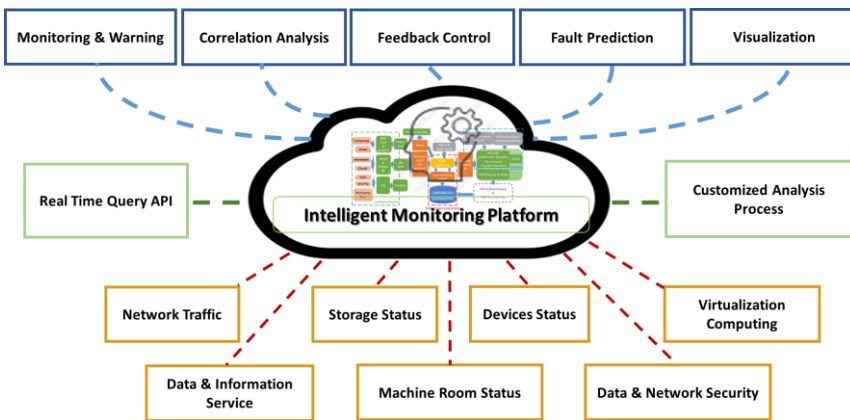 Monitoring & Warning
Correlation Analysis
Feedback Control
Fault Prediction
Visualization
Real Time Query API
Intelligent Monitoring Platform
Customized Analysis
Process
Network Traffic
Storage Status
Devices Status
Virtualization
Computing
Data & Information
Service
Machine Room Status
Data & Network Security